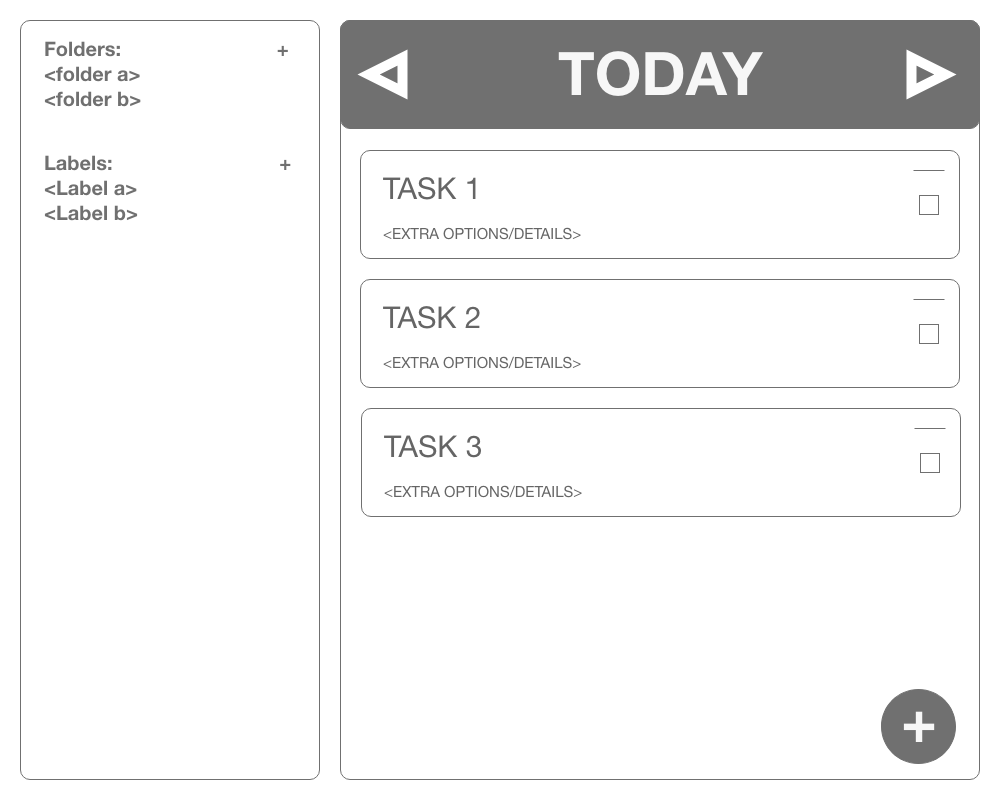 Folders: +
<folder a>
<folder b>
Labels: +
<Label a>
<Label b>
TODAY
TASK 1
<EXTRA OPTIONS/DETAILS>
TASK 2
<EXTRA OPTIONS/DETAILS>
TASK 3
<EXTRA OPTIONS/DETAILS>
+